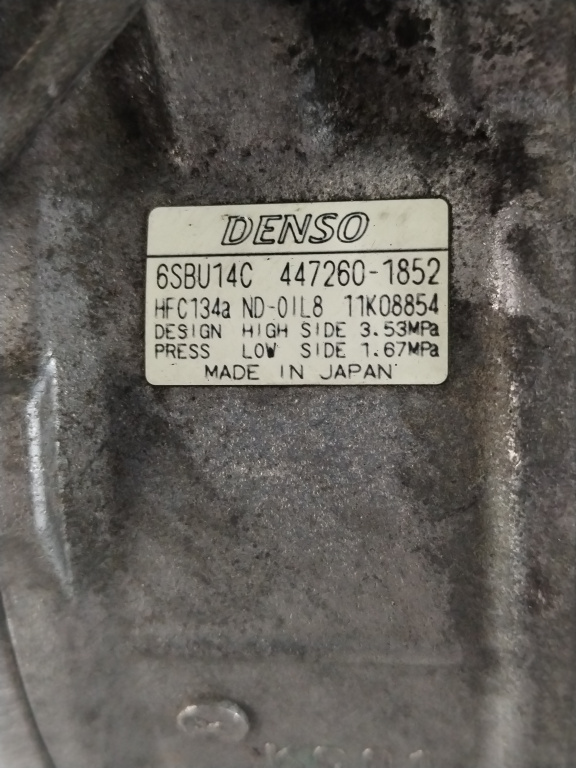 DENSO
6SBU14C 447260-1852
HFC134a ND-OIL8 11K08854
DESIGN HIGH SIDE 3.53MPa
PRESS LOW SIDE 1.67MPa
MADE IN JAPAN